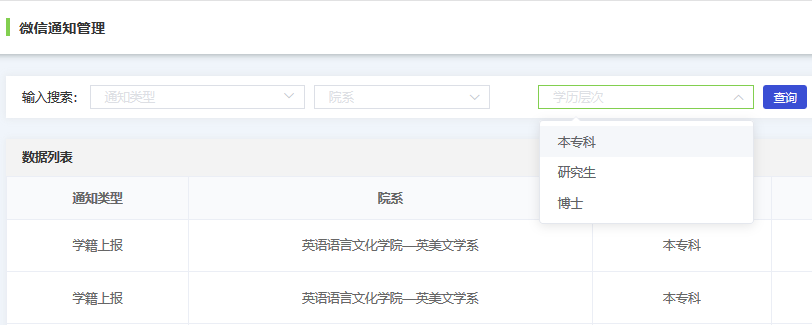 微信通知管理
输入搜索: 通知类型 院系 学历层次 查询
本专科
研究生
博士
数据列表
通知类型 院系
学籍上报 英语语言文化学院—英美文学系 本专科
学籍上报 英语语言文化学院—英美文学系 本专科